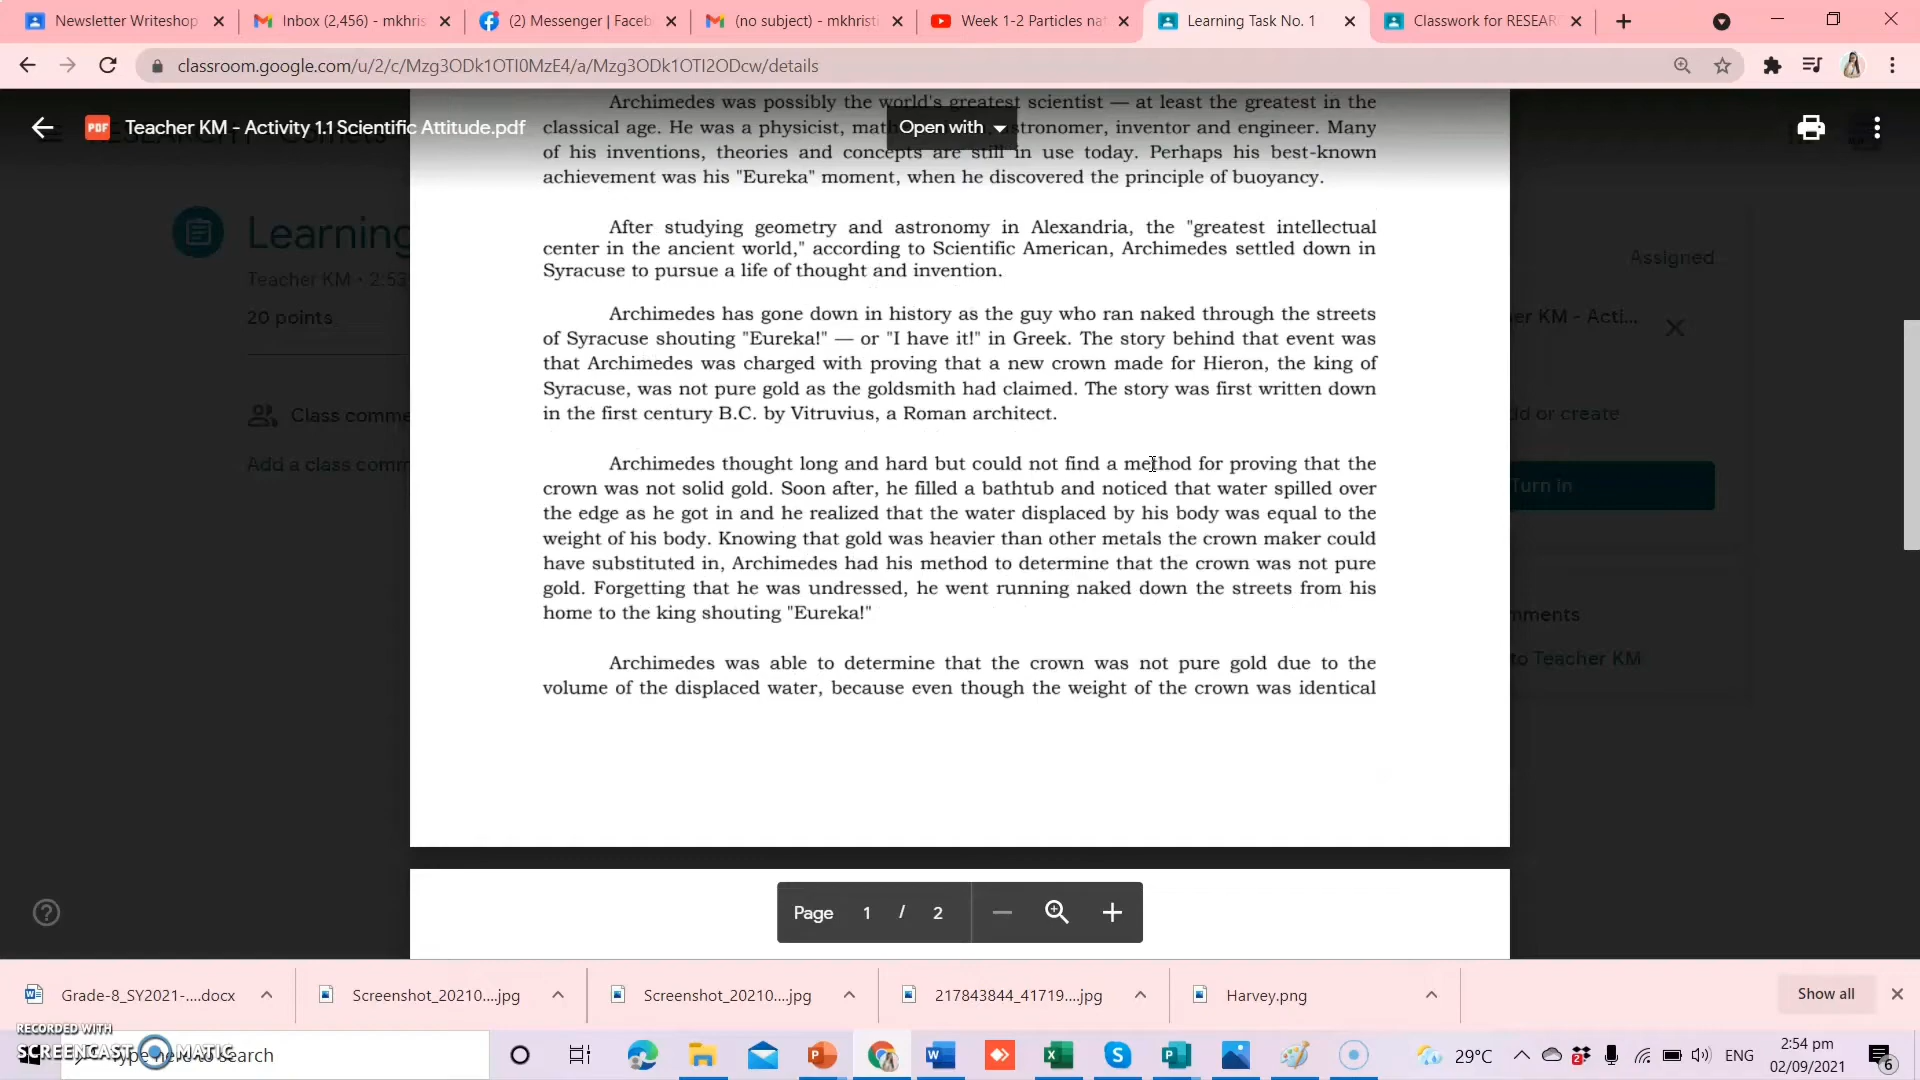 Newsletter Writeshop
Inbox (2,456) - mkhris
(2) Messenger | Faceb
(no subject) - mkhristi
Week 1-2 Particles nat
Learning Task No. 1
Classwork for RESEAR
classroom.google.com/u/2/c/Mzg3ODk1OTI0MzE4/a/Mzg3ODk1OTI2ODcw/details
PDF
Teacher KM - Activity 1.1 Scientific Attitude.pdf
Open with
Archimedes was possibly the world's greatest scientist — at least the greatest in the
classical age. He was a physicist, math stronomer, inventor and engineer. Many
of his inventions, theories and concepts are still in use today. Perhaps his best-known
achievement was his "Eureka" moment, when he discovered the principle of buoyancy.
After studying geometry and astronomy in Alexandria, the "greatest intellectual
center in the ancient world," according to Scientific American, Archimedes settled down in
Syracuse to pursue a life of thought and invention.
Archimedes has gone down in history as the guy who ran naked through the streets
of Syracuse shouting "Eureka!" — or "I have it!" in Greek. The story behind that event was
that Archimedes was charged with proving that a new crown made for Hieron, the king of
Syracuse, was not pure gold as the goldsmith had claimed. The story was first written down
in the first century B.C. by Vitruvius, a Roman architect.
Archimedes thought long and hard but could not find a method for proving that the
crown was not solid gold. Soon after, he filled a bathtub and noticed that water spilled over
the edge as he got in and he realized that the water displaced by his body was equal to the
weight of his body. Knowing that gold was heavier than other metals the crown maker could
have substituted in, Archimedes had his method to determine that the crown was not pure
gold. Forgetting that he was undressed, he went running naked down the streets from his
home to the king shouting "Eureka!"
Archimedes was able to determine that the crown was not pure gold due to the
volume of the displaced water, because even though the weight of the crown was identical
Learning
Teacher KM • 2:53
20 points
Class comme
Add a class comm
Assigned
er KM - Acti...
d or create
Turn in
mments
to Teacher KM
Page 1 / 2
Grade-8_SY2021-....docx
Screenshot_20210....jpg
Screenshot_20210....jpg
217843844_41719....jpg
Harvey.png
Show all
RECORDED WITH
SCREENCAST MATIC
Type here to search
29°C
ENG
2:54 pm
02/09/2021
6